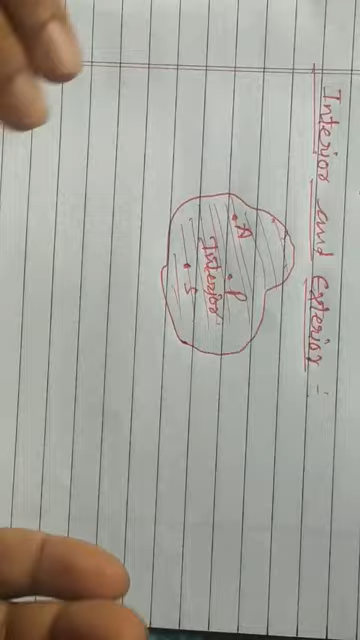 Interior and Exterior :-
. A
. P
Interior
. S